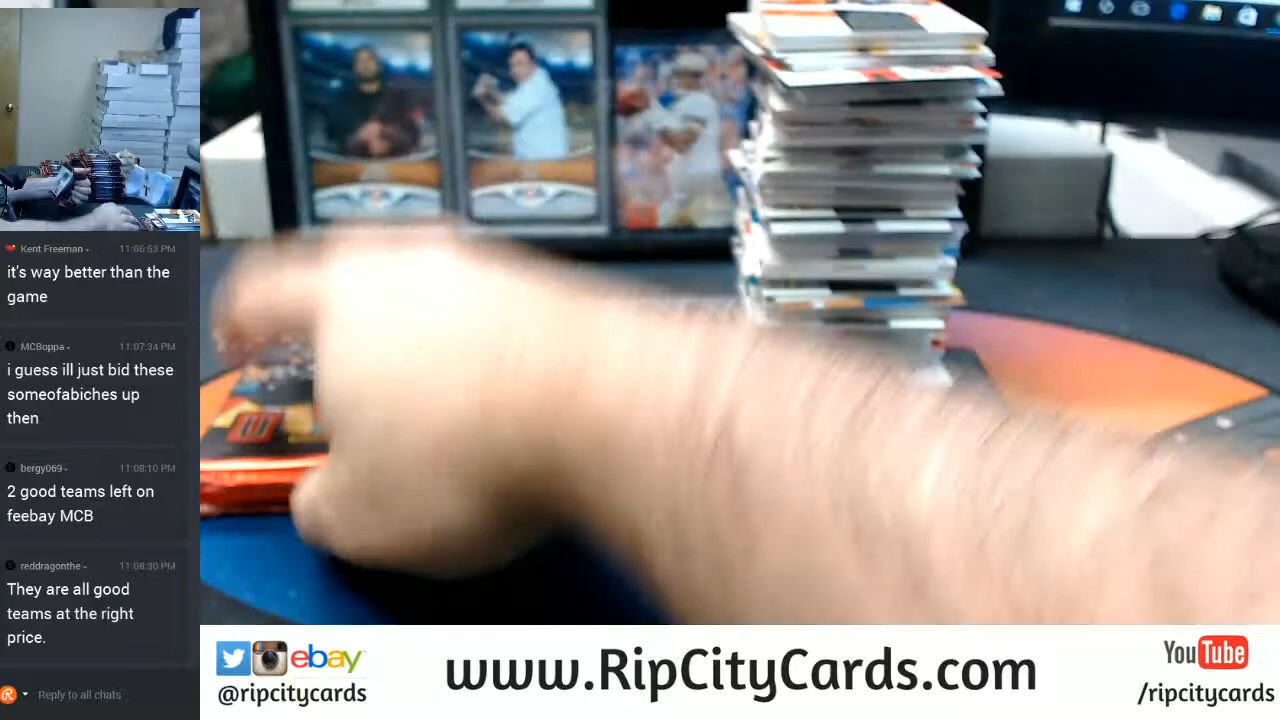 Kent Freeman
11:06:53 PM
it's way better than the
game
MCBoppa
11:07:34 PM
i guess ill just bid these
someofabiches up
then
bergy069
11:08:10 PM
2 good teams left on
feebay MCB
reddragonthe
11:08:30 PM
They are all good
teams at the right
price.
Reply to all chats
ebay
@ripcitycards
www.RipCityCards.com
YouTube
/ripcitycards